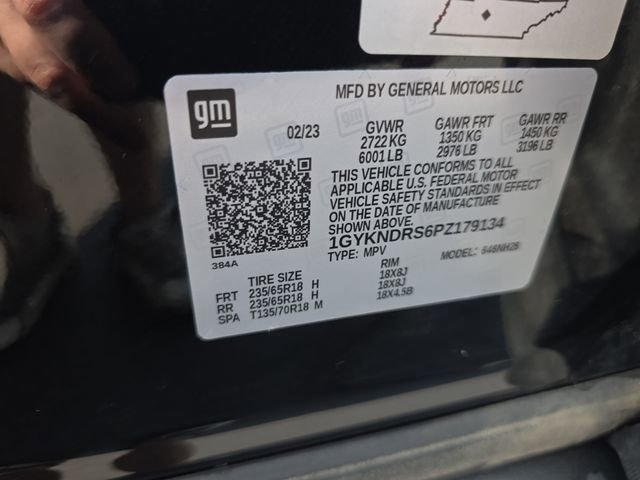 gm
MFD BY GENERAL MOTORS LLC
02/23 GVWR GAWR FRT GAWR RR
2722 KG 1350 KG 1450 KG
6001 LB 2976 LB 3196 LB
THIS VEHICLE CONFORMS TO ALL
APPLICABLE U.S. FEDERAL MOTOR
VEHICLE SAFETY STANDARDS IN EFFECT
ON THE DATE OF MANUFACTURE
SHOWN ABOVE.
1GYKNDRS6PZ179134
TYPE: MPV MODEL: 646NH26
384A
TIRE SIZE RIM
FRT 235/65R18 H 18X8J
RR 235/65R18 H 18X8J
SPA T135/70R18 M 18X4.5B